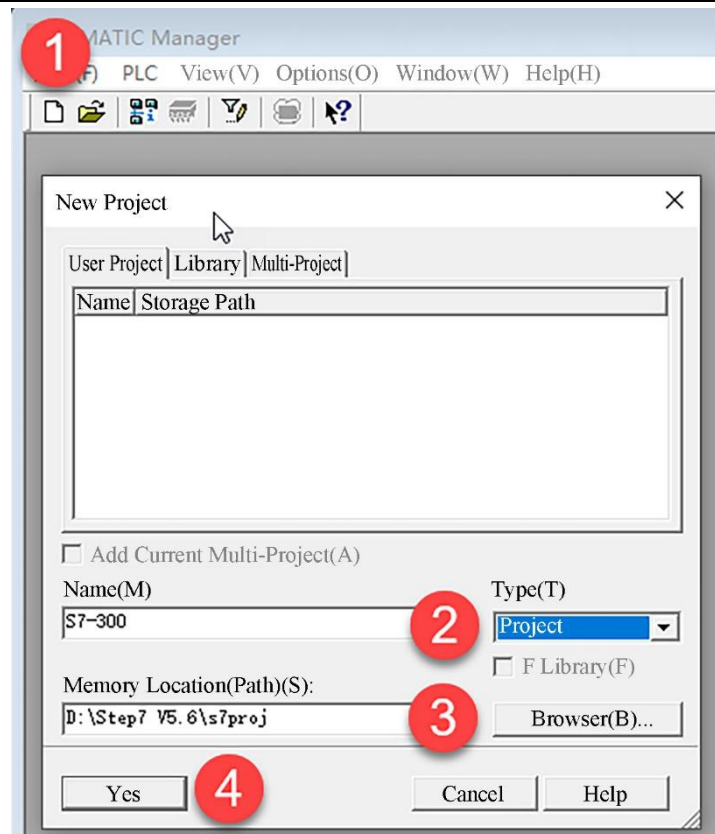 1
MATIC Manager
(F) PLC View(V) Options(O) Window(W) Help(H)
New Project
User Project Library Multi-Project
Name Storage Path
Add Current Multi-Project(A)
Name(M) Type(T)
S7-300 2 Project
F Library(F)
Memory Location(Path)(S):
D:\Step7 V5.6\s7proj 3 Browser(B)...
Yes 4 Cancel Help